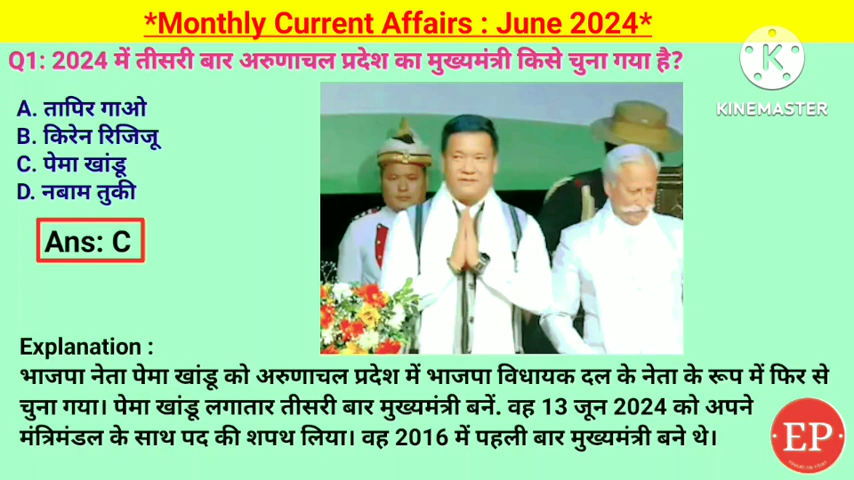 *Monthly Current Affairs : June 2024*
Q1: 2024 में तीसरी बार अरुणाचल प्रदेश का मुख्यमंत्री किसे चुना गया है?
A. तापिर गाओ
B. किरेन रिजिजू
C. पेमा खांडू
D. नबाम तुकी
Ans: C
KINEMASTER
Explanation :
भाजपा नेता पेमा खांडू को अरुणाचल प्रदेश में भाजपा विधायक दल के नेता के रूप में फिर से
चुना गया। पेमा खांडू लगातार तीसरी बार मुख्यमंत्री बनें. वह 13 जून 2024 को अपने
मंत्रिमंडल के साथ पद की शपथ लिया। वह 2016 में पहली बार मुख्यमंत्री बने थे।
EP